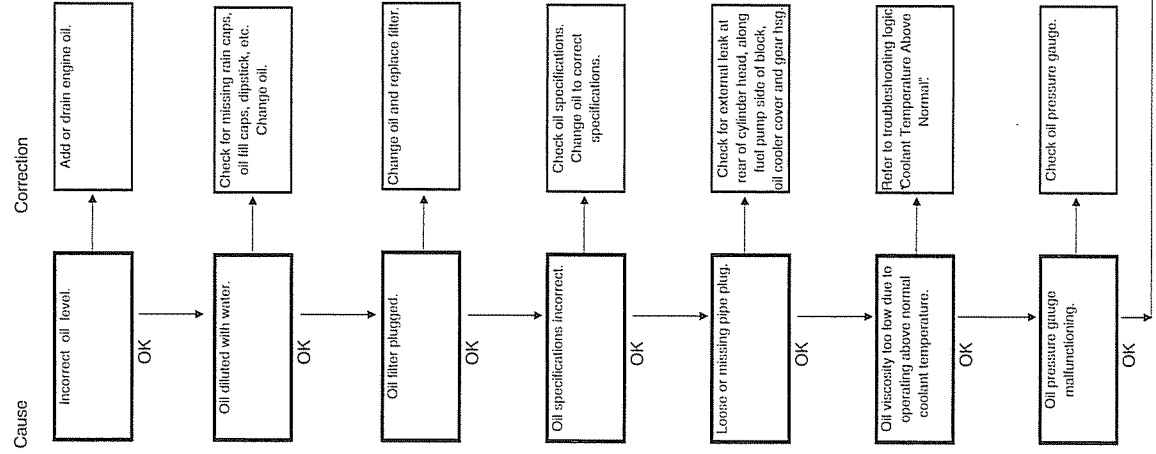 Cause
Correction
Incorrect oil level.
Add or drain engine oil.
OK
Oil diluted with water.
Check for missing rain caps,
oil fill caps, dipstick, etc.
Change oil.
OK
Oil filter plugged.
Change oil and replace filter.
OK
Oil specifications incorrect.
Check oil specifications.
Change oil to correct
specifications.
OK
Loose or missing pipe plug.
Check for external leak at
rear of cylinder head, along
fuel pump side of block,
oil cooler cover and gear hsg.
OK
Oil viscosity too low due to
operating above normal
coolant temperature.
Refer to troubleshooting logic
"Coolant Temperature Above
Normal".
OK
Oil pressure gauge
malfunctioning.
Check oil pressure gauge.
OK